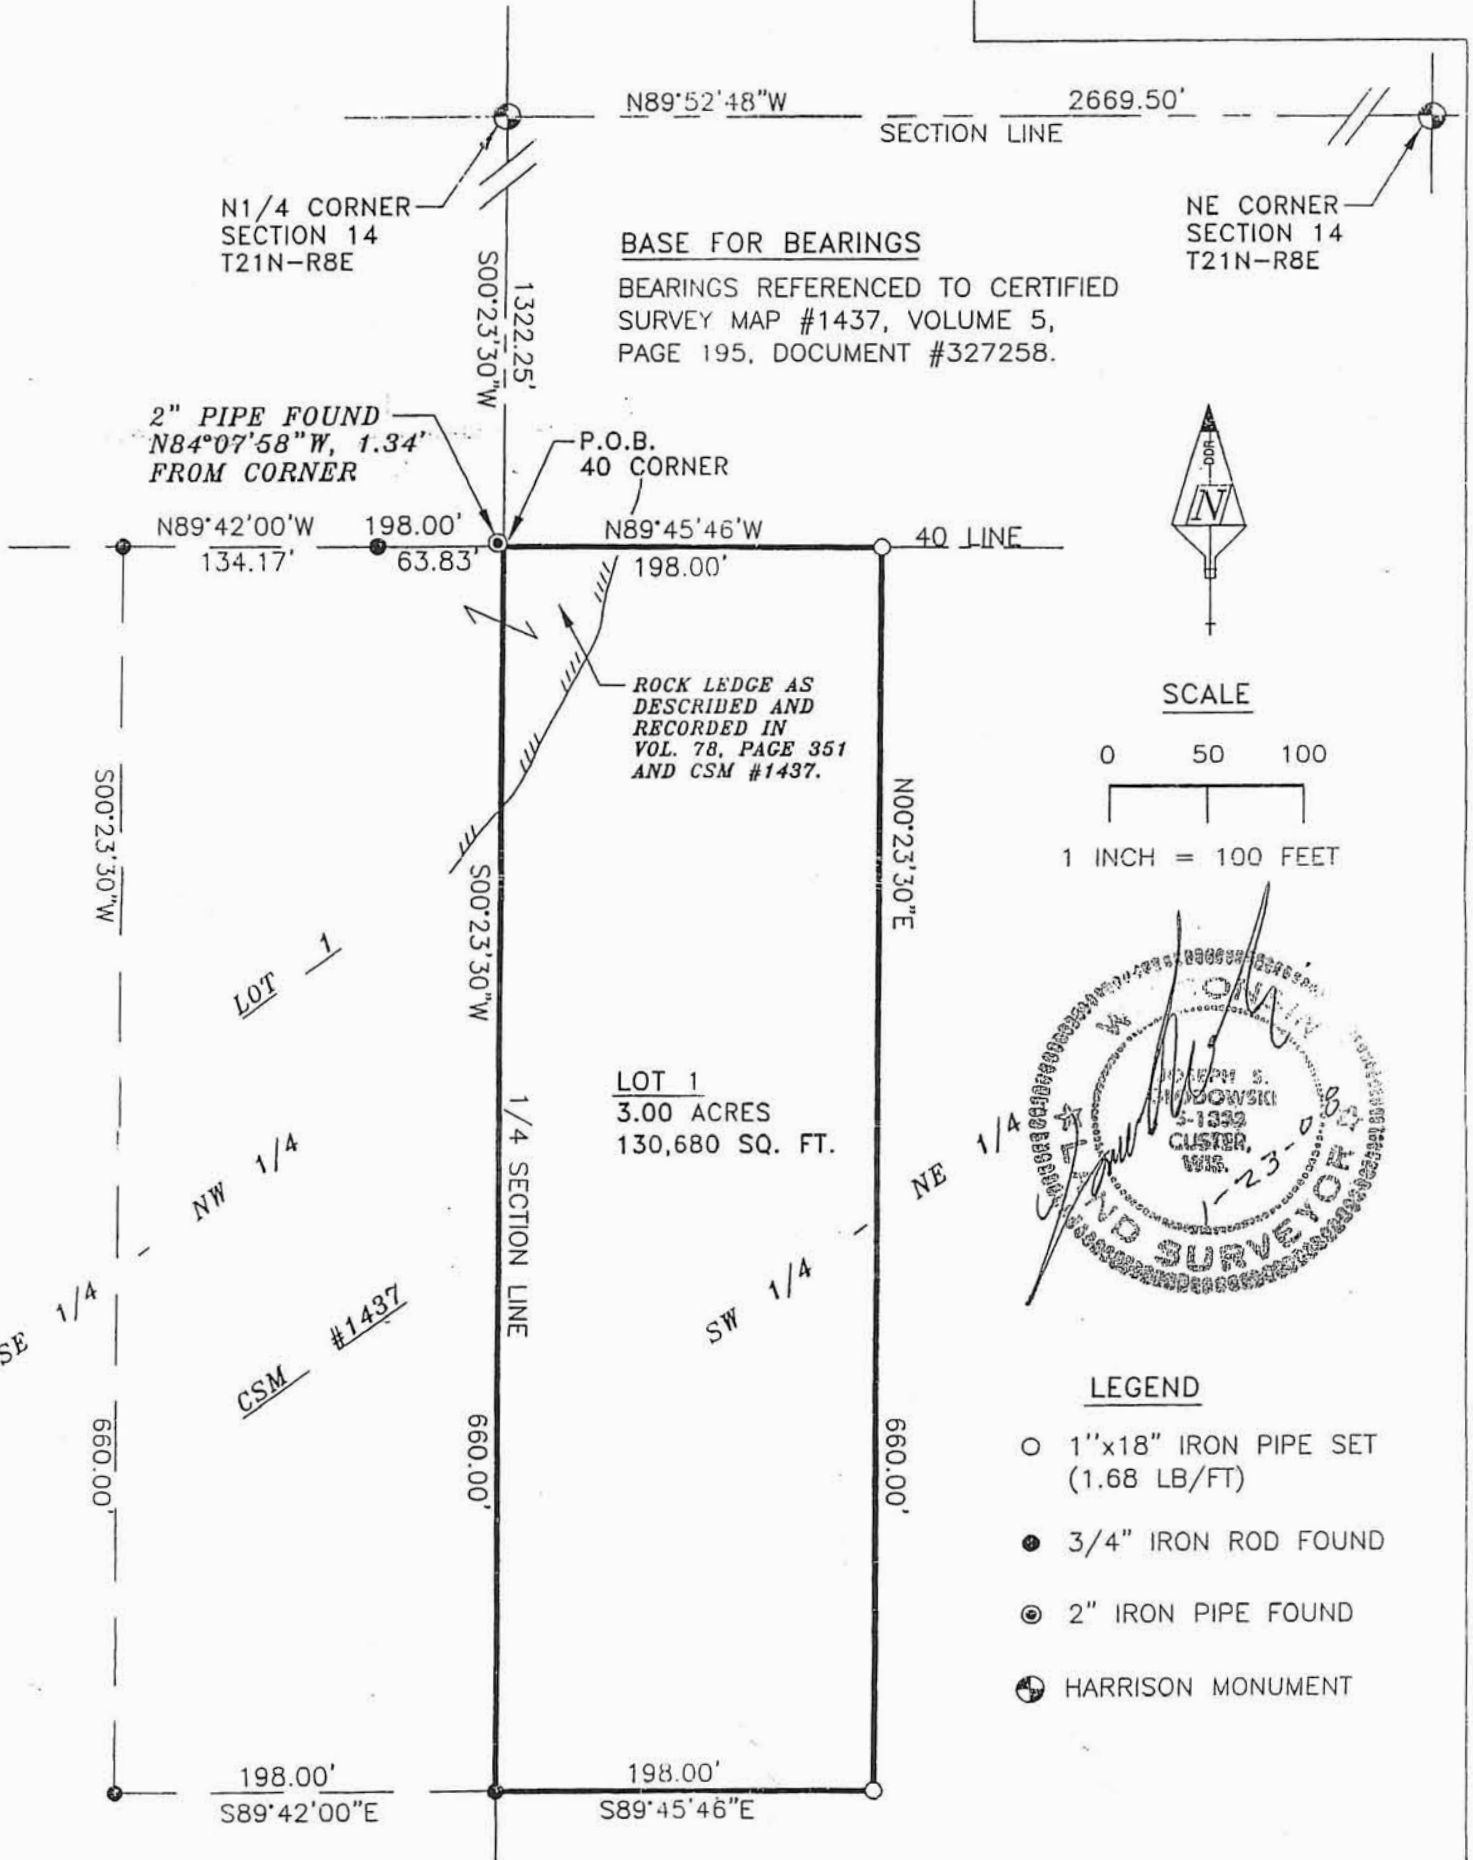 N89°52'48"W 2669.50'
SECTION LINE
N1/4 CORNER
SECTION 14
T21N-R8E
NE CORNER
SECTION 14
T21N-R8E
BASE FOR BEARINGS
BEARINGS REFERENCED TO CERTIFIED
SURVEY MAP #1437, VOLUME 5,
PAGE 195, DOCUMENT #327258.
1322.25'
S00°23'30"W
2" PIPE FOUND
N84°07'58"W, 1.34'
FROM CORNER
P.O.B.
40 CORNER
N89°42'00'W 198.00'
134.17' 63.83'
N89°45'46'W
198.00'
40 LINE
DDR
N
ROCK LEDGE AS
DESCRIBED AND
RECORDED IN
VOL. 78, PAGE 351
AND CSM #1437.
SCALE
0 50 100
1 INCH = 100 FEET
S00°23'30"W
S00°23'30"W
N00°23'30"E
LOT 1
LOT 1
3.00 ACRES
130,680 SQ. FT.
1/4 SECTION LINE
NW 1/4
SE 1/4
CSM #1437
SW 1/4
NE 1/4
JOSEPH S.
S-1333
CUSTER,
WIS.
LAND SURVEYOR
1-23-08
660.00'
660.00'
660.00'
LEGEND
1''x18" IRON PIPE SET
(1.68 LB/FT)
3/4" IRON ROD FOUND
2" IRON PIPE FOUND
HARRISON MONUMENT
198.00'
S89°42'00"E
198.00'
S89°45'46"E